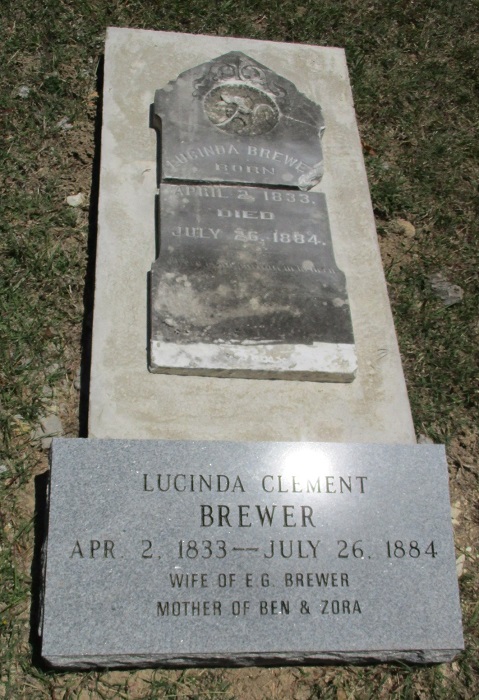 LUCINDA BREWER
BORN
APRIL 2, 1833.
DIED
JULY 26, 1884.
LUCINDA CLEMENT
BREWER
APR. 2, 1833–JULY 26, 1884
WIFE OF E.G. BREWER
MOTHER OF BEN & ZORA